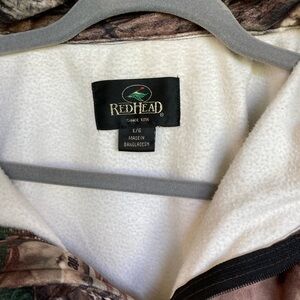 REDHEAD
SINCE 1856
L/G
MADE IN
BANGLADESH